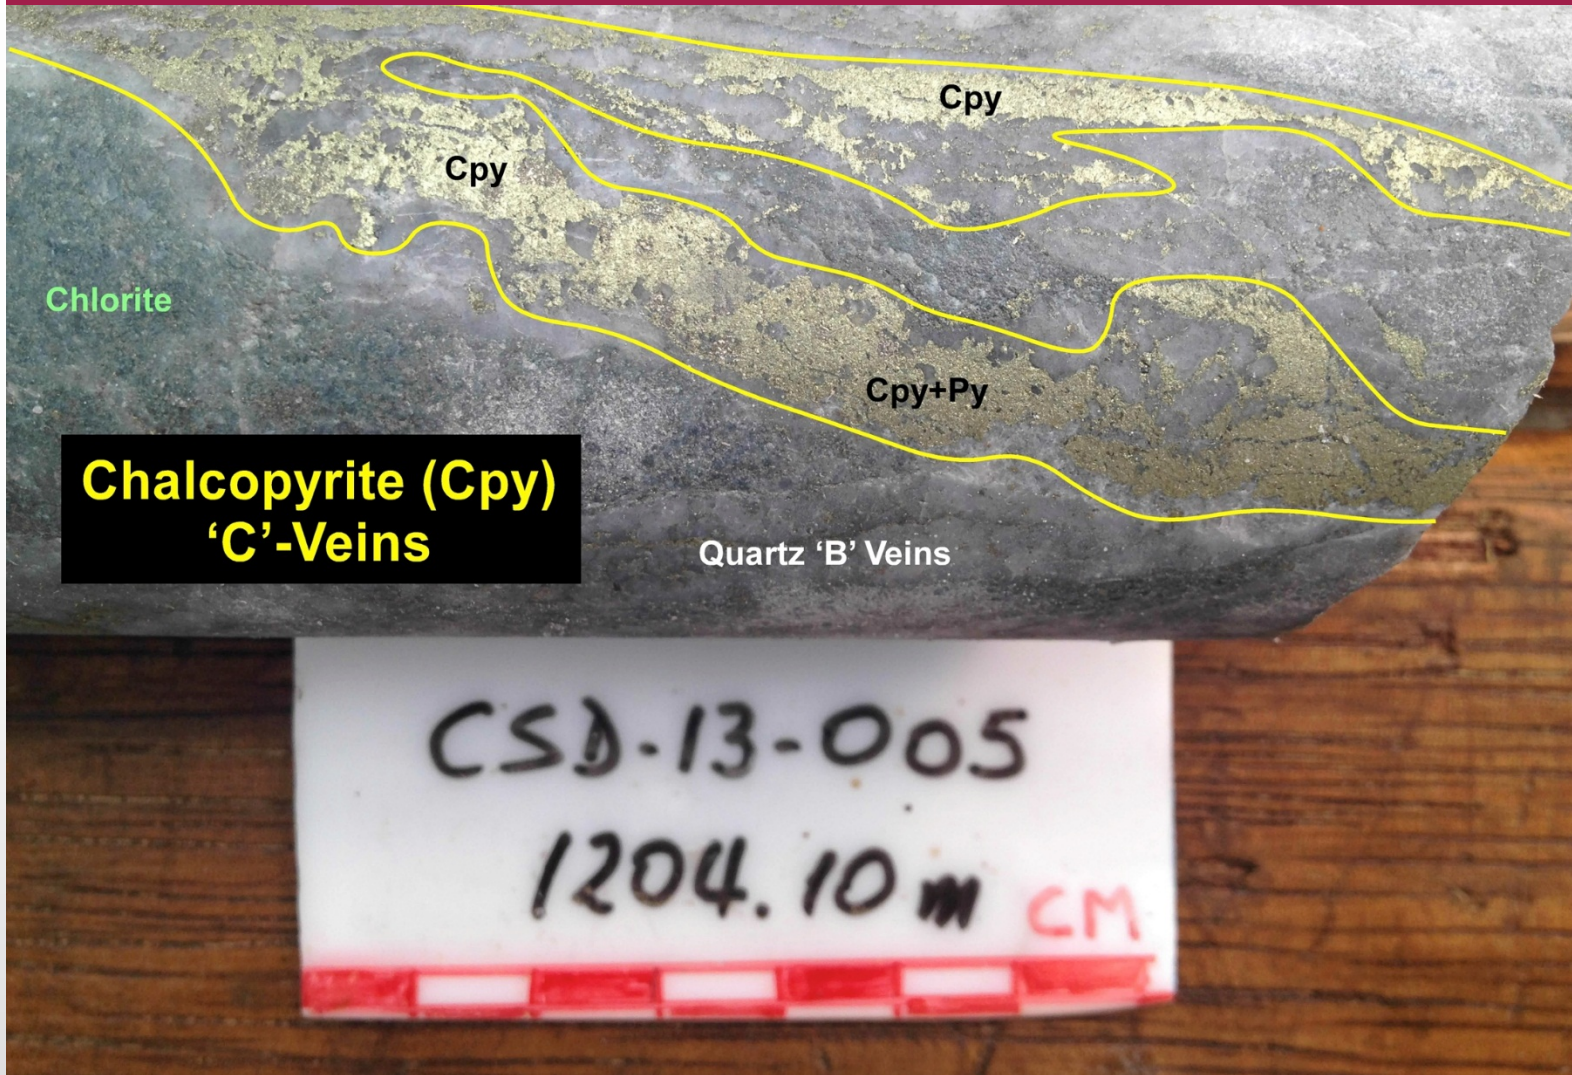 Cpy
Cpy
Chlorite
Cpy+Py
Chalcopyrite (Cpy)
‘C’-Veins
Quartz ‘B’ Veins
CSD-13-005
1204.10 m
CM